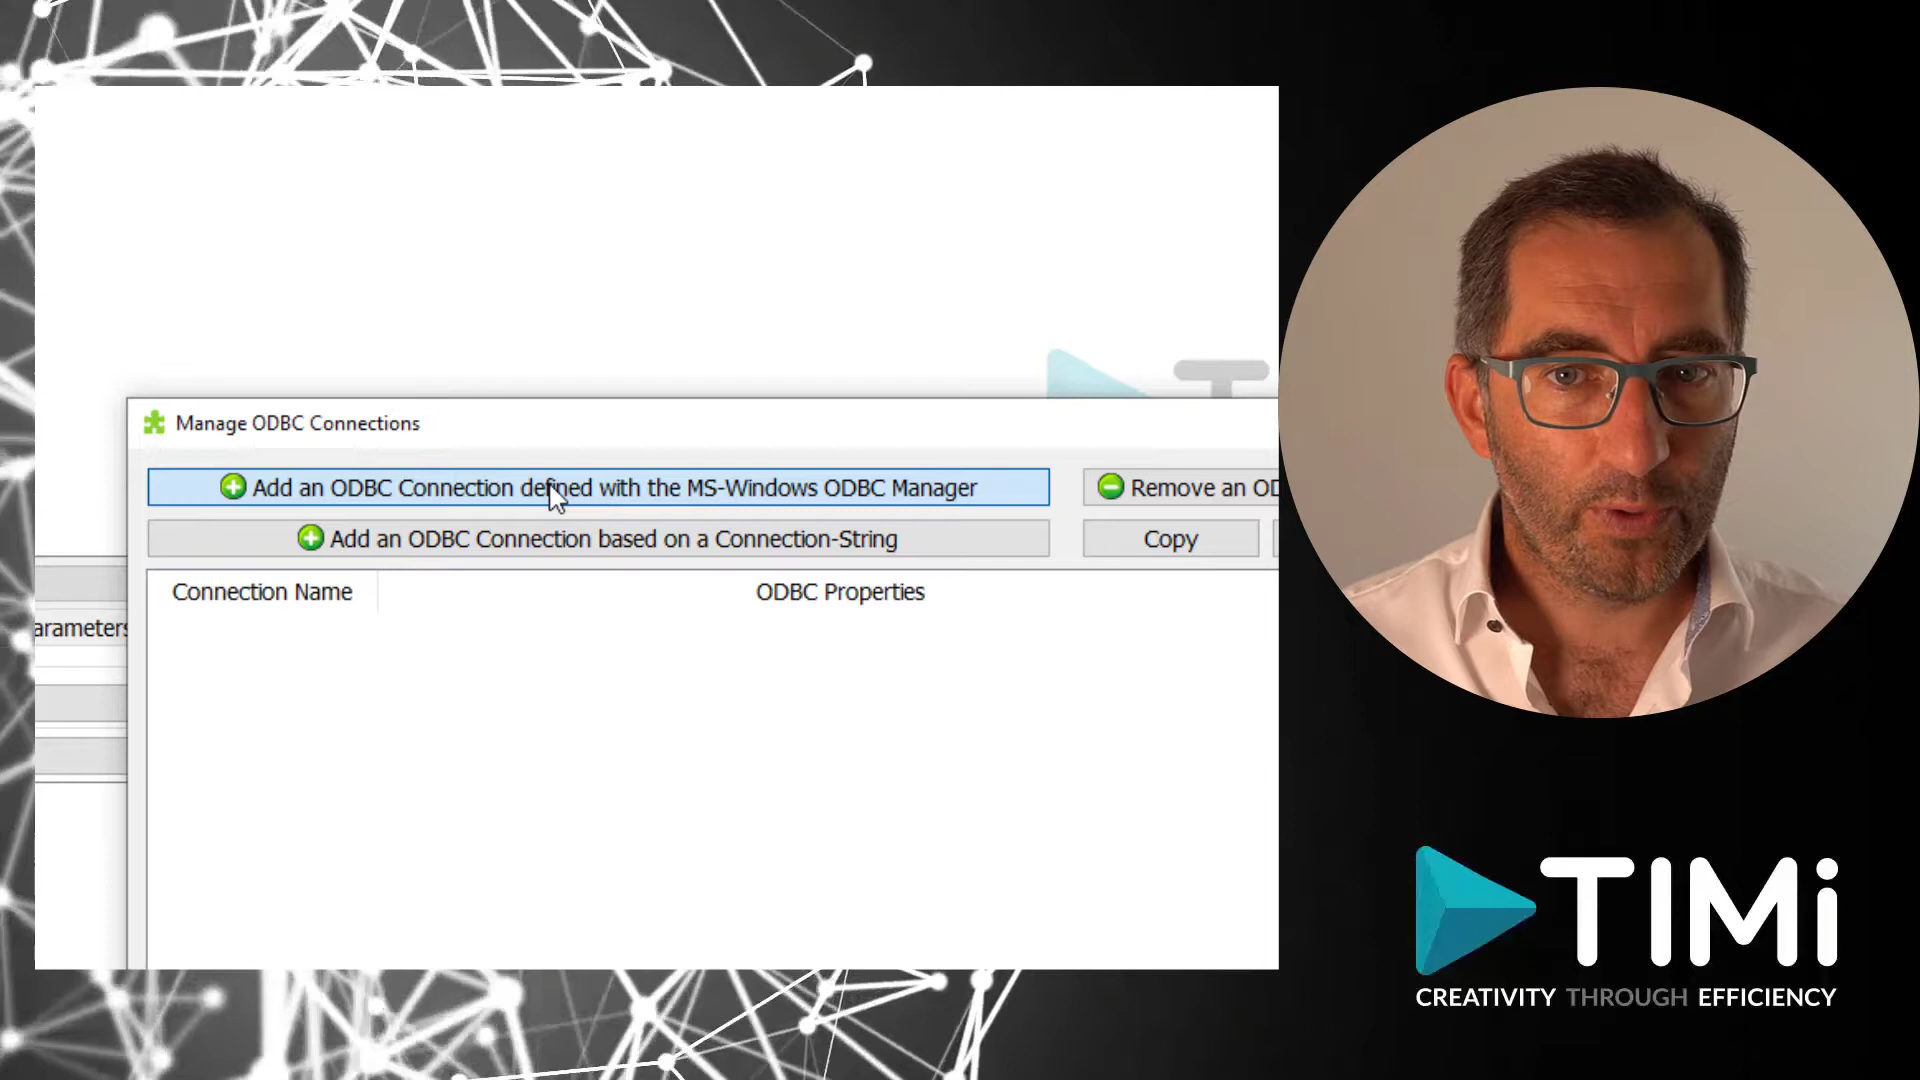 Manage ODBC Connections
Add an ODBC Connection defined with the MS-Windows ODBC Manager
Remove an OD
Add an ODBC Connection based on a Connection-String
Copy
Connection Name
ODBC Properties
arameters
TIMi
CREATIVITY THROUGH EFFICIENCY